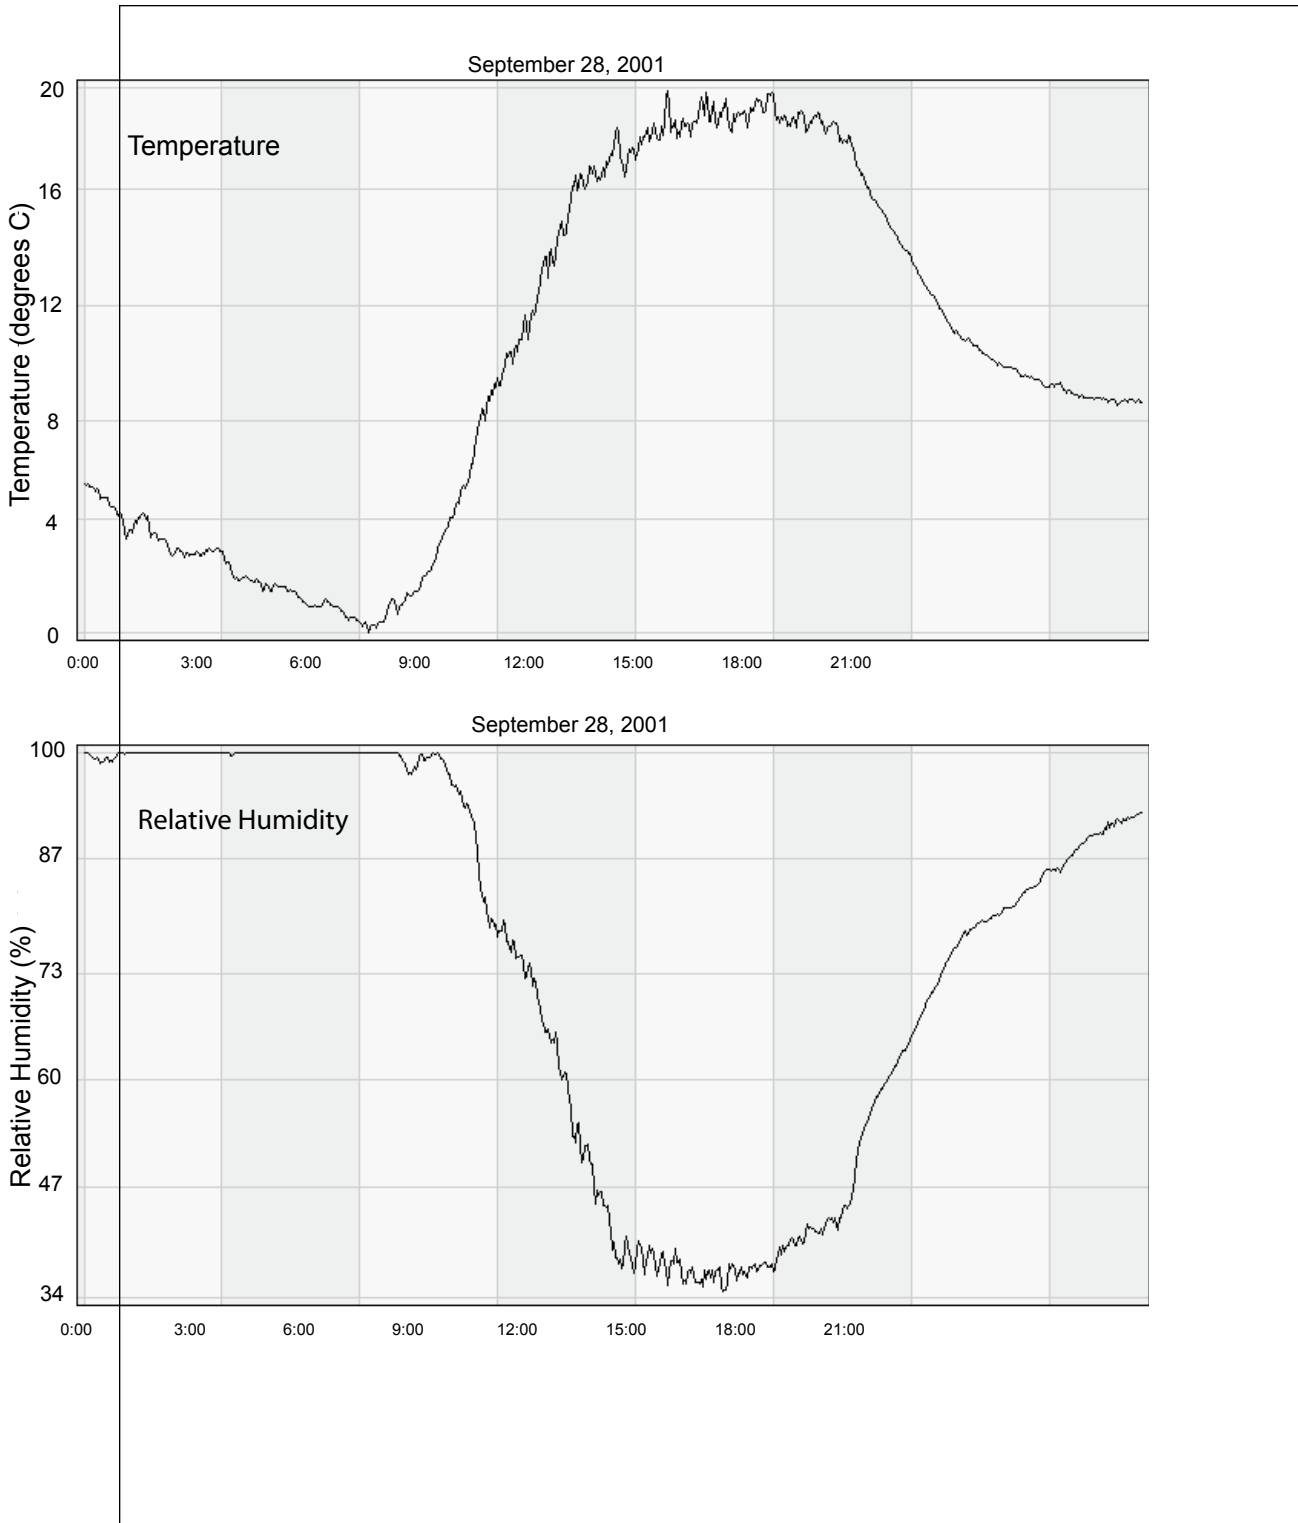 September 28, 2001
Temperature
Temperature (degrees C)
20
16
12
8
4
0
0:00 3:00 6:00 9:00 12:00 15:00 18:00 21:00
September 28, 2001
Relative Humidity
Relative Humidity (%)
100
87
73
60
47
34
0:00 3:00 6:00 9:00 12:00 15:00 18:00 21:00